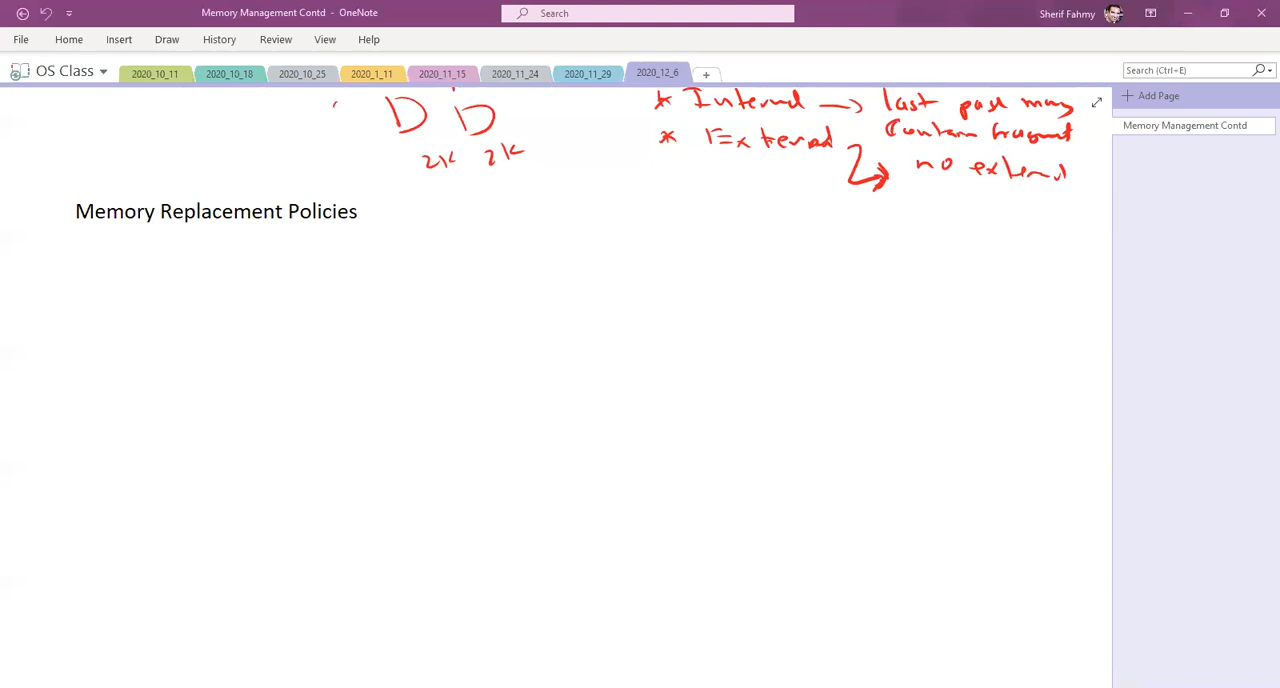 Memory Management Contd - OneNote
Search
Sherif Fahmy
File Home Insert Draw History Review View Help
OS Class 2020_10_11 2020_10_18 2020_10_25 2020_1_11 2020_11_15 2020_11_24 2020_11_29 2020_12_6 +
Search (Ctrl+E)
+ Add Page
Memory Management Contd
D D
2K 2K
* Internal → last page may
contain fragment
* External
no external
Memory Replacement Policies